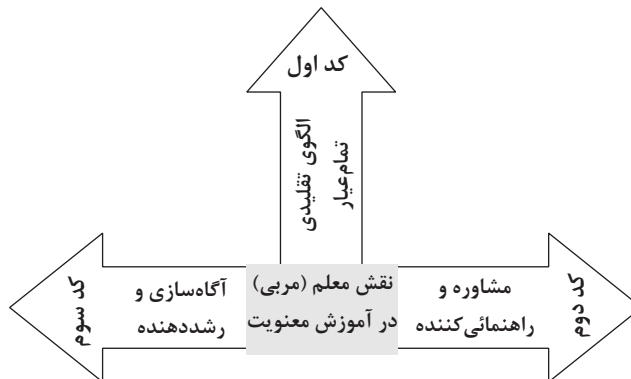 کد اول
الگوی تقلیدی
تمام‌عیار
کد دوم
مشاوره و
راهنمائی‌کننده
نقش معلم (مربی)
در آموزش معنویت
آگاه‌سازی و
رشددهنده
کد سوم